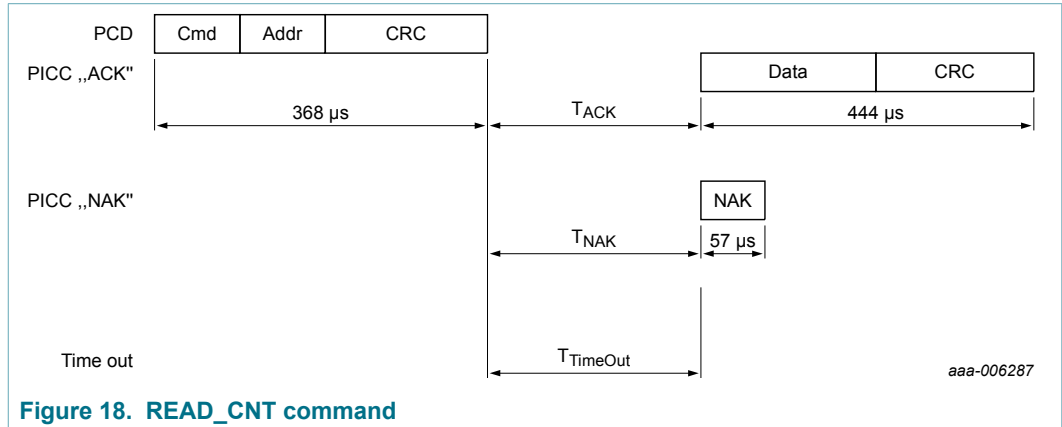 PCD Cmd Addr CRC
PICC ,,ACK" Data CRC
368 µs TACK 444 µs
PICC ,,NAK" NAK
TNAK 57 µs
Time out TTimeOut aaa-006287
Figure 18. READ_CNT command